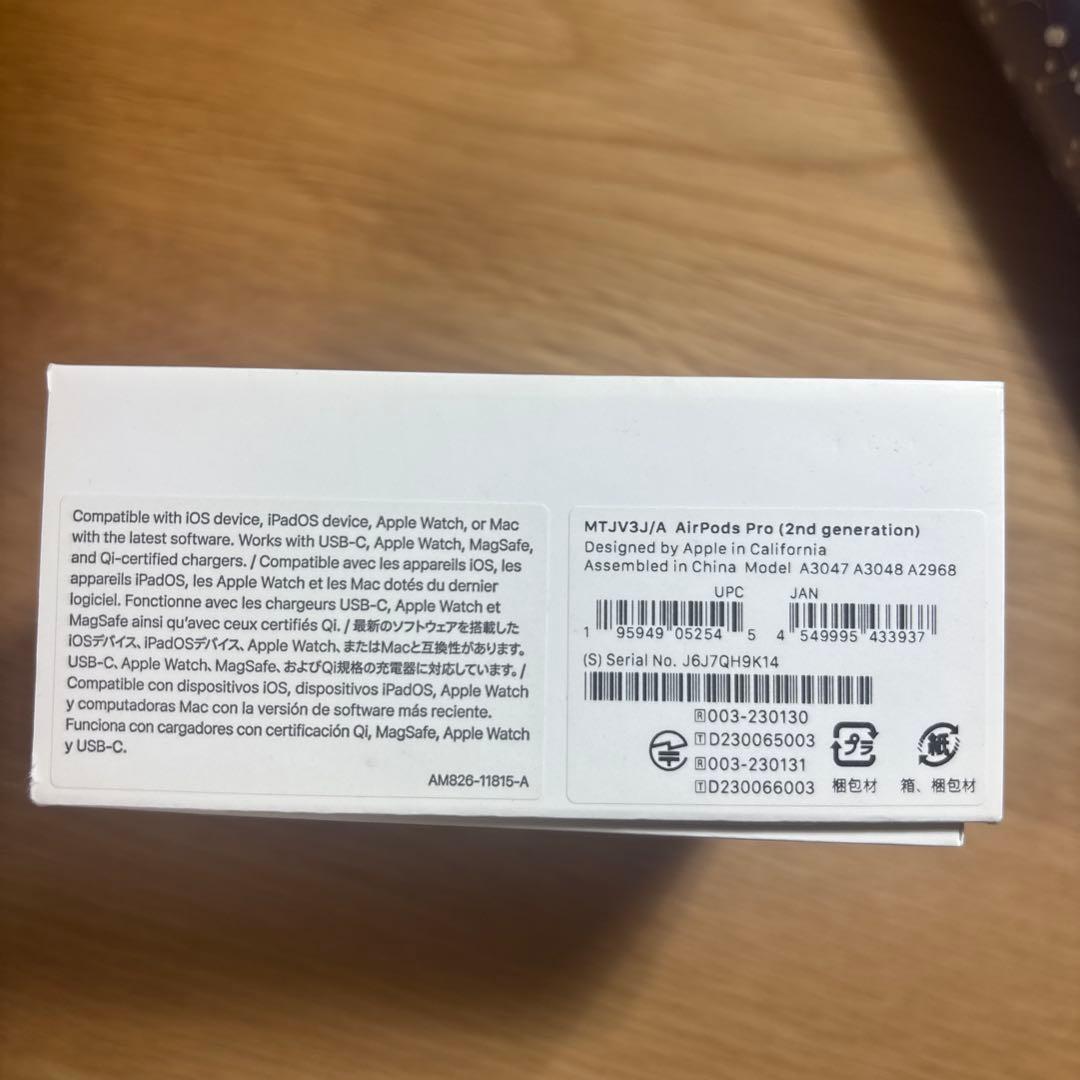 Compatible with iOS device, iPadOS device, Apple Watch, or Mac
with the latest software. Works with USB-C, Apple Watch, MagSafe,
and Qi-certified chargers. / Compatible avec les appareils iOS, les
appareils iPadOS, les Apple Watch et les Mac dotés du dernier
logiciel. Fonctionne avec les chargeurs USB-C, Apple Watch et
MagSafe ainsi qu'avec ceux certifiés Qi. / 最新のソフトウェアを搭載した
iOSデバイス、iPadOSデバイス、Apple Watch、またはMacと互換性があります。
USB-C、Apple Watch、MagSafe、およびQi規格の充電器に対応しています。/
Compatible con dispositivos iOS, dispositivos iPadOS, Apple Watch
y computadoras Mac con la versión de software más reciente.
Funciona con cargadores con certificación Qi, MagSafe, Apple Watch
y USB-C.
AM826-11815-A
MTJV3J/A AirPods Pro (2nd generation)
Designed by Apple in California
Assembled in China Model A3047 A3048 A2968
UPC JAN
1 95949 05254 5 4 549995 433937
(S) Serial No. J6J7QH9K14
R 003-230130
T D230065003
R 003-230131
T D230066003
プラ
梱包材
紙
箱、梱包材